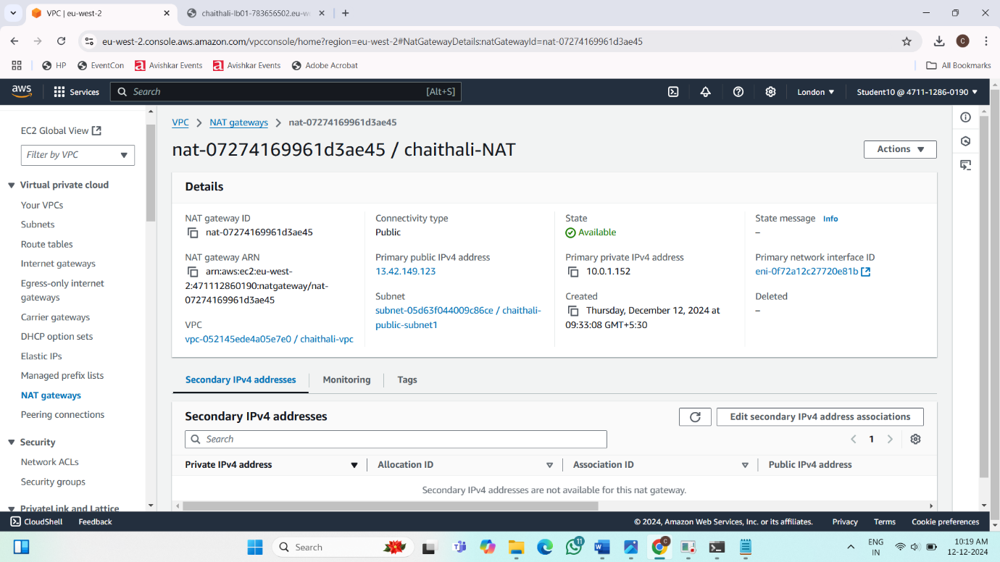 VPC | eu-west-2
chaithali-lb01-783656502.eu-we
eu-west-2.console.aws.amazon.com/vpcconsole/home?region=eu-west-2#NatGatewayDetails:natGatewayId=nat-07274169961d3ae45
C
HP
EventCon
Avishkar Events
Avishkar Events
Adobe Acrobat
All Bookmarks
aws
Services
Search
[Alt+S]
London
Student10 @ 4711-1286-0190
EC2 Global View
Filter by VPC
Virtual private cloud
Your VPCs
Subnets
Route tables
Internet gateways
Egress-only internet
gateways
Carrier gateways
DHCP option sets
Elastic IPs
Managed prefix lists
NAT gateways
Peering connections
Security
Network ACLs
Security groups
PrivateLink and Lattice
VPC > NAT gateways > nat-07274169961d3ae45
nat-07274169961d3ae45 / chaithali-NAT
Actions
Details
NAT gateway ID
nat-07274169961d3ae45
NAT gateway ARN
arn:aws:ec2:eu-west-
2:471112860190:natgateway/nat-
07274169961d3ae45
VPC
vpc-052145ede4a05e7e0 / chaithali-vpc
Connectivity type
Public
Primary public IPv4 address
13.42.149.123
Subnet
subnet-05d63f044009c86ce / chaithali-
public-subnet1
State
Available
Primary private IPv4 address
10.0.1.152
Created
Thursday, December 12, 2024 at
09:33:08 GMT+5:30
State message Info
–
Primary network interface ID
eni-0f72a12c27720e81b
Deleted
–
Secondary IPv4 addresses
Monitoring
Tags
Secondary IPv4 addresses
Edit secondary IPv4 address associations
Search
1
Private IPv4 address
Allocation ID
Association ID
Public IPv4 address
Secondary IPv4 addresses are not available for this nat gateway.
CloudShell
Feedback
© 2024, Amazon Web Services, Inc. or its affiliates.
Privacy
Terms
Cookie preferences
Search
11
C
ENG
IN
10:19 AM
12-12-2024